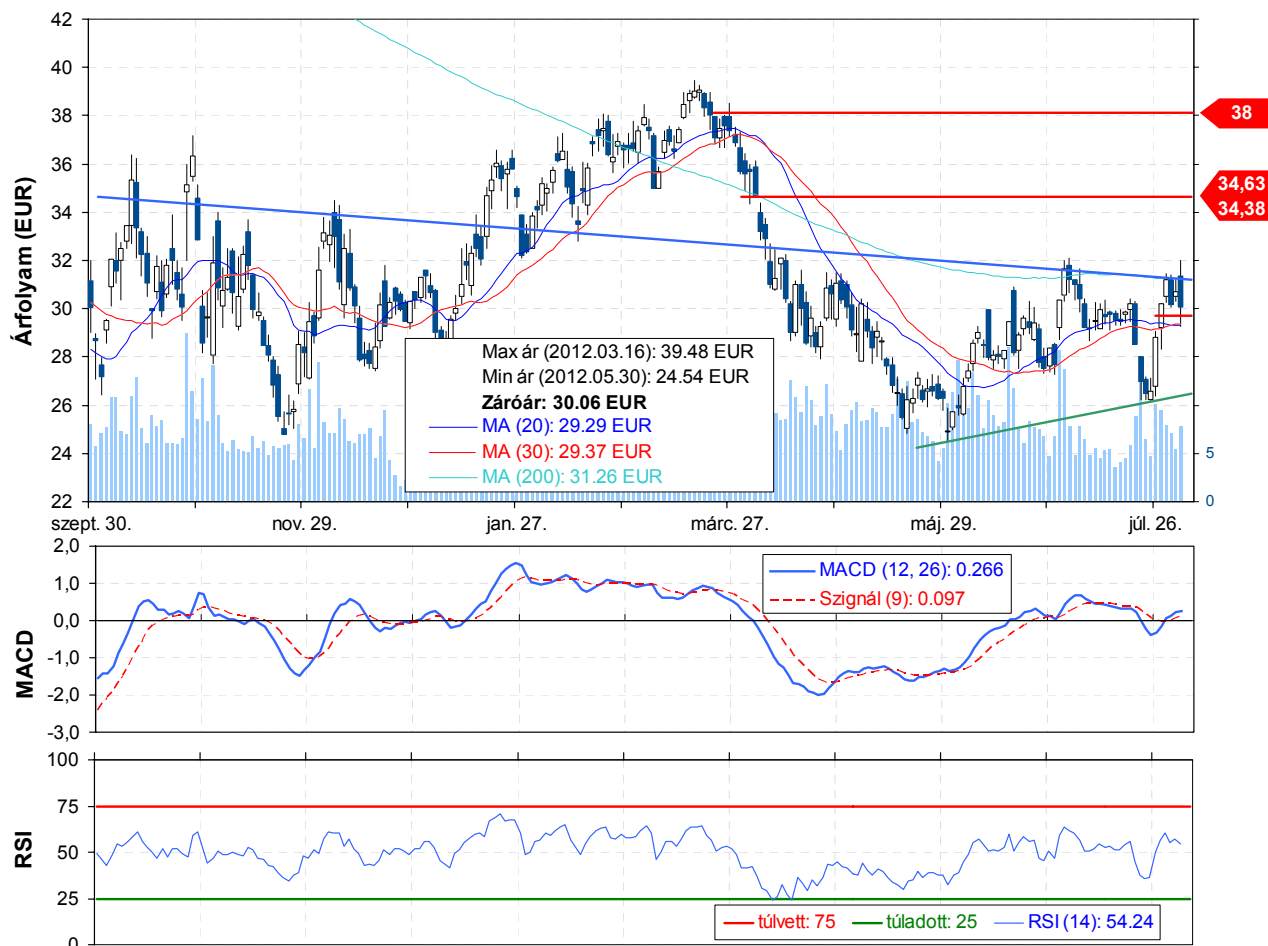 42
40
38
36
34
32
30
28
26
24
22
Árfolyam (EUR)
38
34,63
34,38
5
0
Max ár (2012.03.16): 39.48 EUR
Min ár (2012.05.30): 24.54 EUR
Záróár: 30.06 EUR
MA (20): 29.29 EUR
MA (30): 29.37 EUR
MA (200): 31.26 EUR
szept. 30.
nov. 29.
jan. 27.
márc. 27.
máj. 29.
júl. 26.
2,0
1,0
0,0
-1,0
-2,0
-3,0
MACD
MACD (12, 26): 0.266
Szignál (9): 0.097
100
75
50
25
0
RSI
túlvett: 75
túladott: 25
RSI (14): 54.24